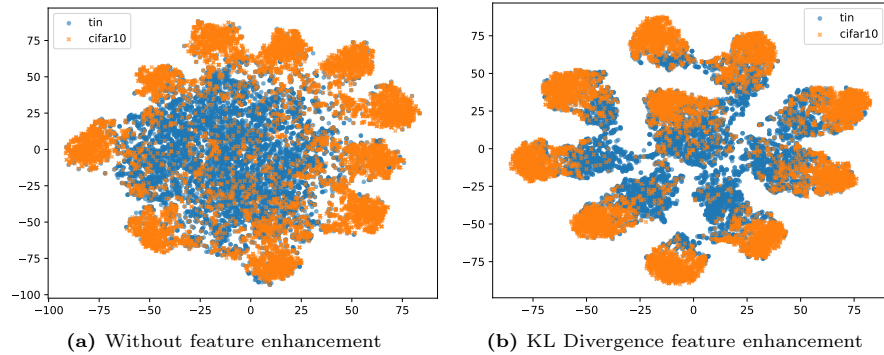 tin
cifar10
75
50
25
0
−25
−50
−75
−100
−100 −75 −50 −25 0 25 50 75
(a) Without feature enhancement
tin
cifar10
75
50
25
0
−25
−50
−75
−75 −50 −25 0 25 50 75
(b) KL Divergence feature enhancement